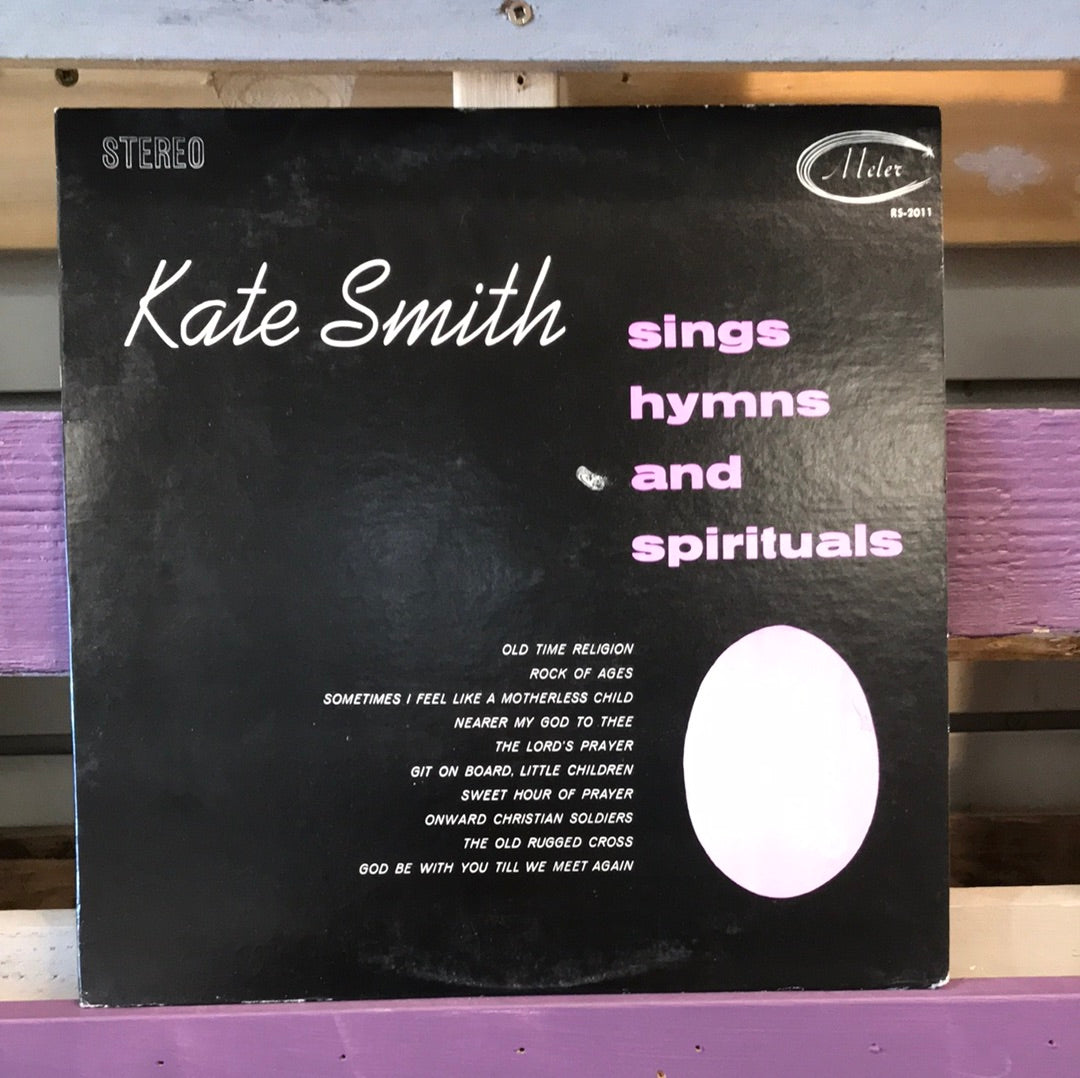 STEREO
Meler
RS-2011
Kate Smith
sings
hymns
and
spirituals
OLD TIME RELIGION
ROCK OF AGES
SOMETIMES I FEEL LIKE A MOTHERLESS CHILD
NEARER MY GOD TO THEE
THE LORD'S PRAYER
GIT ON BOARD, LITTLE CHILDREN
SWEET HOUR OF PRAYER
ONWARD CHRISTIAN SOLDIERS
THE OLD RUGGED CROSS
GOD BE WITH YOU TILL WE MEET AGAIN